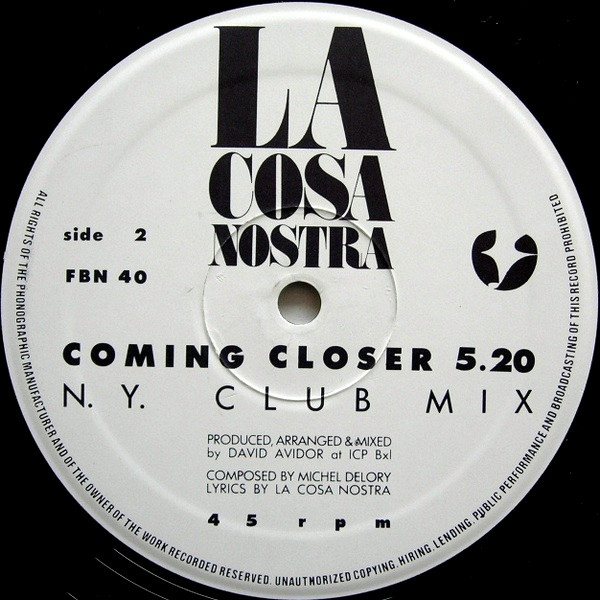 LA
COSA
NOSTRA
side 2
FBN 40
COMING CLOSER 5.20
N. Y. CLUB MIX
PRODUCED, ARRANGED & MIXED
by DAVID AVIDOR at ICP Bxl
COMPOSED BY MICHEL DELORY
LYRICS BY LA COSA NOSTRA
45 rpm
ALL RIGHTS OF THE PHONOGRAPHIC MANUFACTURER AND OF THE OWNER OF THE WORK RECORDED RESERVED. UNAUTHORIZED COPYING, HIRING, LENDING, PUBLIC PERFORMANCE AND BROADCASTING OF THIS RECORD PROHIBITED